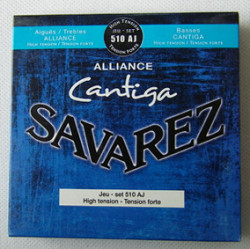 Aiguës / Trebles
ALLIANCE
High tension / Tension forte
HIGH TENSION
JEU - SET
510 AJ
TENSION FORTE
Basses
CANTIGA
High tension / Tension forte
ALLIANCE
Cantiga
SAVAREZ
Jeu - set 510 AJ
High tension - Tension forte